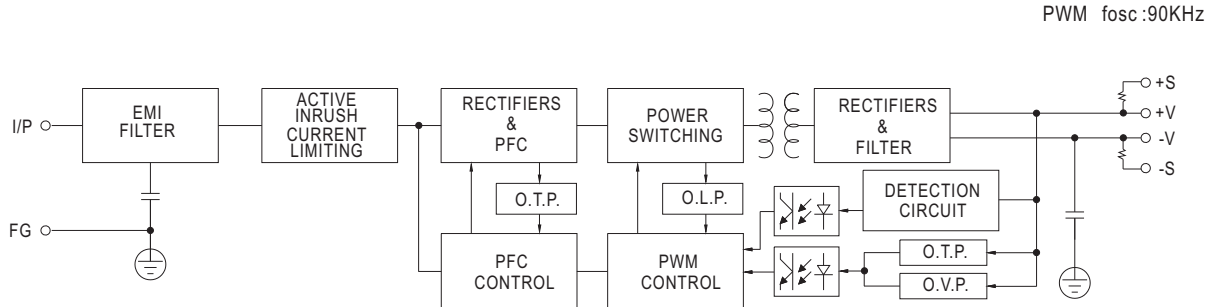 PWM fosc :90KHz
I/P
EMI
FILTER
ACTIVE
INRUSH
CURRENT
LIMITING
RECTIFIERS
&
PFC
POWER
SWITCHING
RECTIFIERS
&
FILTER
+S
+V
-V
-S
O.T.P.
O.L.P.
DETECTION
CIRCUIT
FG
PFC
CONTROL
PWM
CONTROL
O.T.P.
O.V.P.